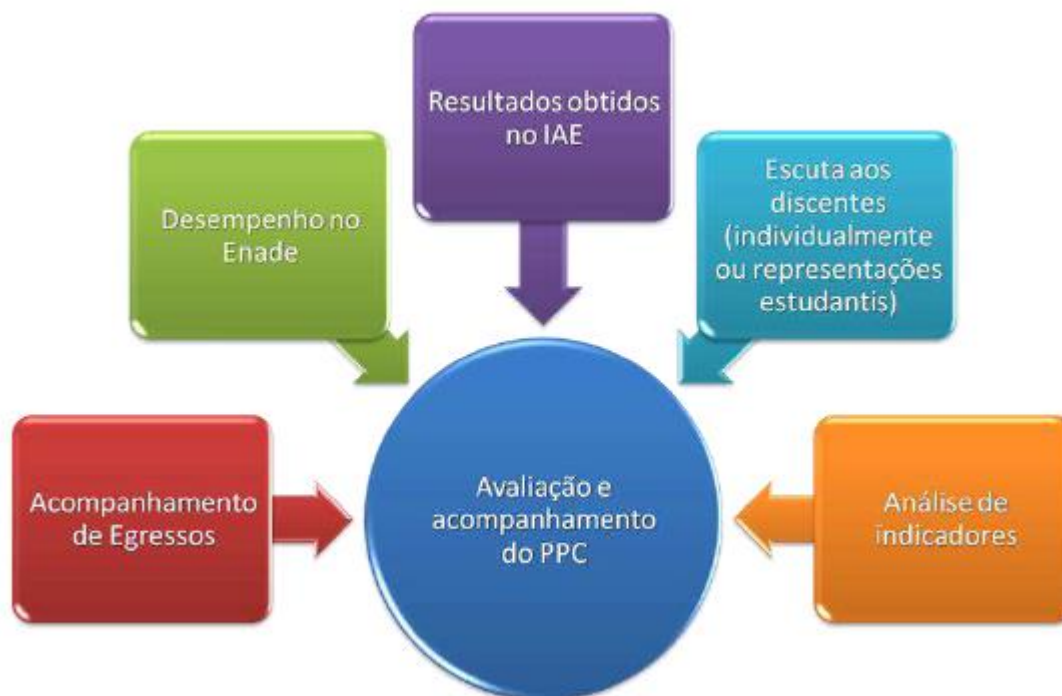 Resultados obtidos
no IAE
Desempenho no
Enade
Escuta aos
discentes
(individualmente
ou representações
estudantis)
Acompanhamento
de Egressos
Avaliação e
acompanhamento
do PPC
Análise de
indicadores